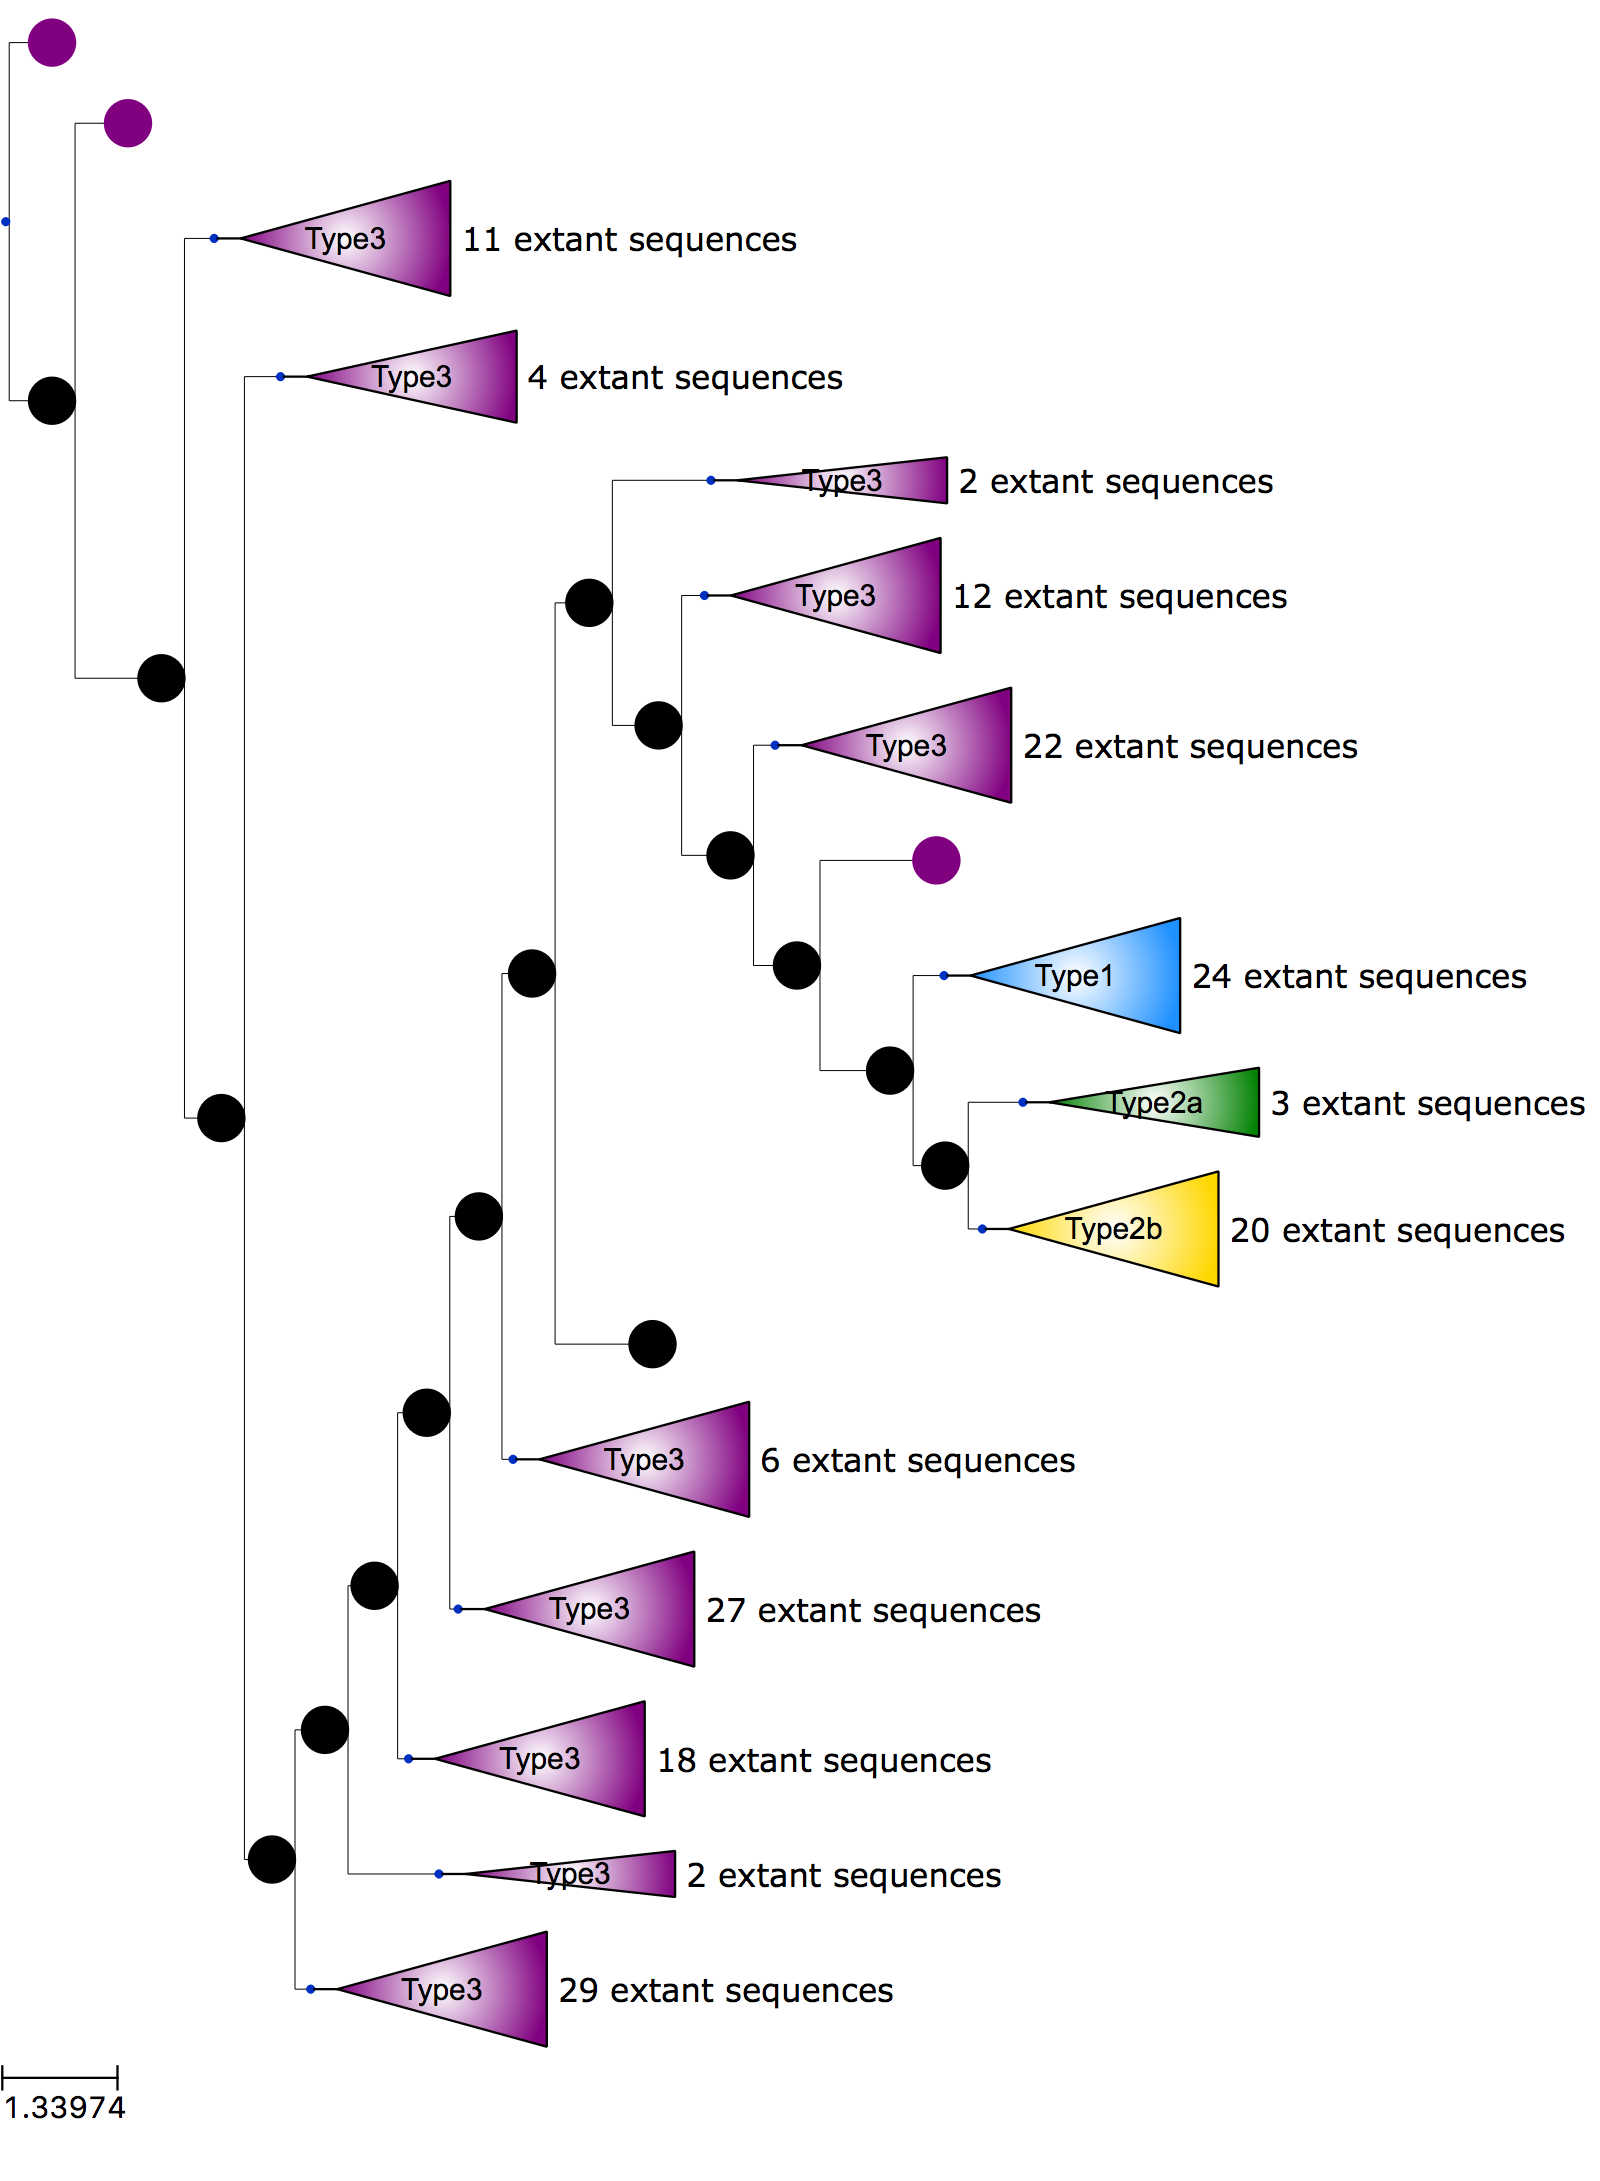 Type3 11 extant sequences
Type3 4 extant sequences
Type3 2 extant sequences
Type3 12 extant sequences
Type3 22 extant sequences
Type1 24 extant sequences
Type2a 3 extant sequences
Type2b 20 extant sequences
Type3 6 extant sequences
Type3 27 extant sequences
Type3 18 extant sequences
Type3 2 extant sequences
Type3 29 extant sequences
1.33974